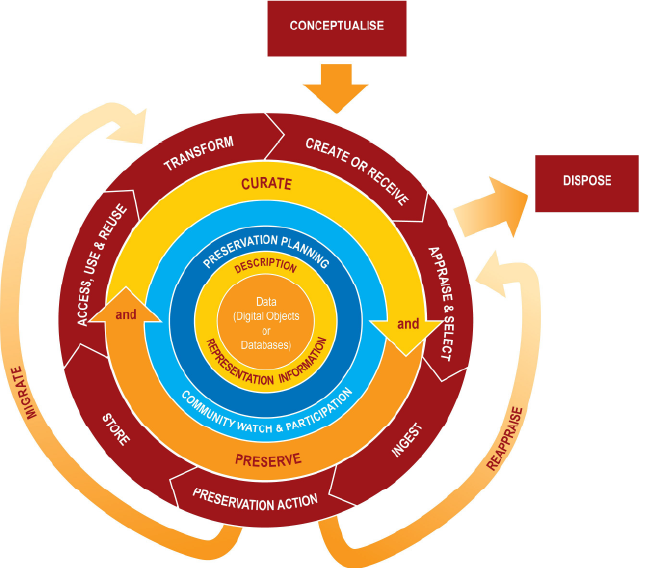 CONCEPTUALISE
DISPOSE
TRANSFORM
CREATE OR RECEIVE
APPRAISE & SELECT
INGEST
PRESERVATION ACTION
STORE
ACCESS, USE & REUSE
MIGRATE
REAPPRAISE
CURATE
and
PRESERVE
and
COMMUNITY WATCH & PARTICIPATION
PRESERVATION PLANNING
DESCRIPTION
REPRESENTATION INFORMATION
Data
(Digital Objects
or
Databases)